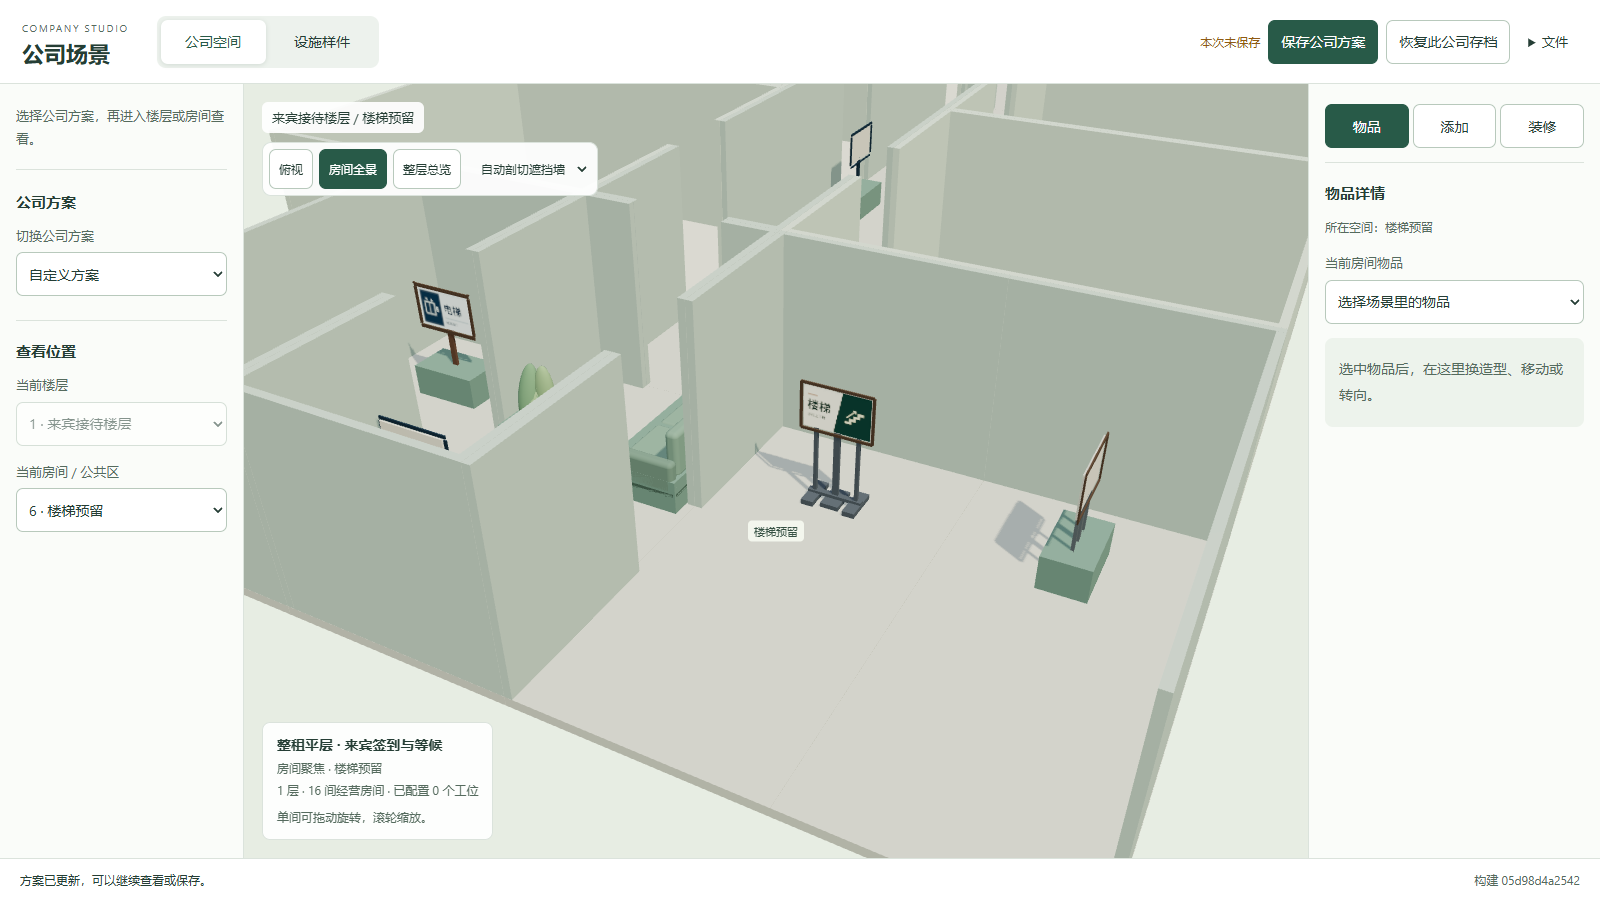 COMPANY STUDIO
公司场景
公司空间
设施样件
本次未保存
保存公司方案
恢复此公司存档
▶ 文件
选择公司方案，再进入楼层或房间查看。
公司方案
切换公司方案
自定义方案
查看位置
当前楼层
1 · 来宾接待楼层
当前房间 / 公共区
6 · 楼梯预留
来宾接待楼层 / 楼梯预留
俯视
房间全景
整层总览
自动剖切遮挡墙
电梯
楼梯
楼梯预留
整租平层 · 来宾签到与等候
房间聚焦 · 楼梯预留
1 层 · 16 间经营房间 · 已配置 0 个工位
单间可拖动旋转，滚轮缩放。
物品
添加
装修
物品详情
所在空间：楼梯预留
当前房间物品
选择场景里的物品
选中物品后，在这里换造型、移动或转向。
方案已更新，可以继续查看或保存。
构建 05d98d4a2542